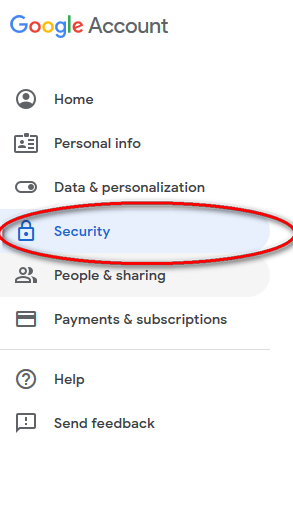 Google Account
Home
Personal info
Data & personalization
Security
People & sharing
Payments & subscriptions
Help
Send feedback